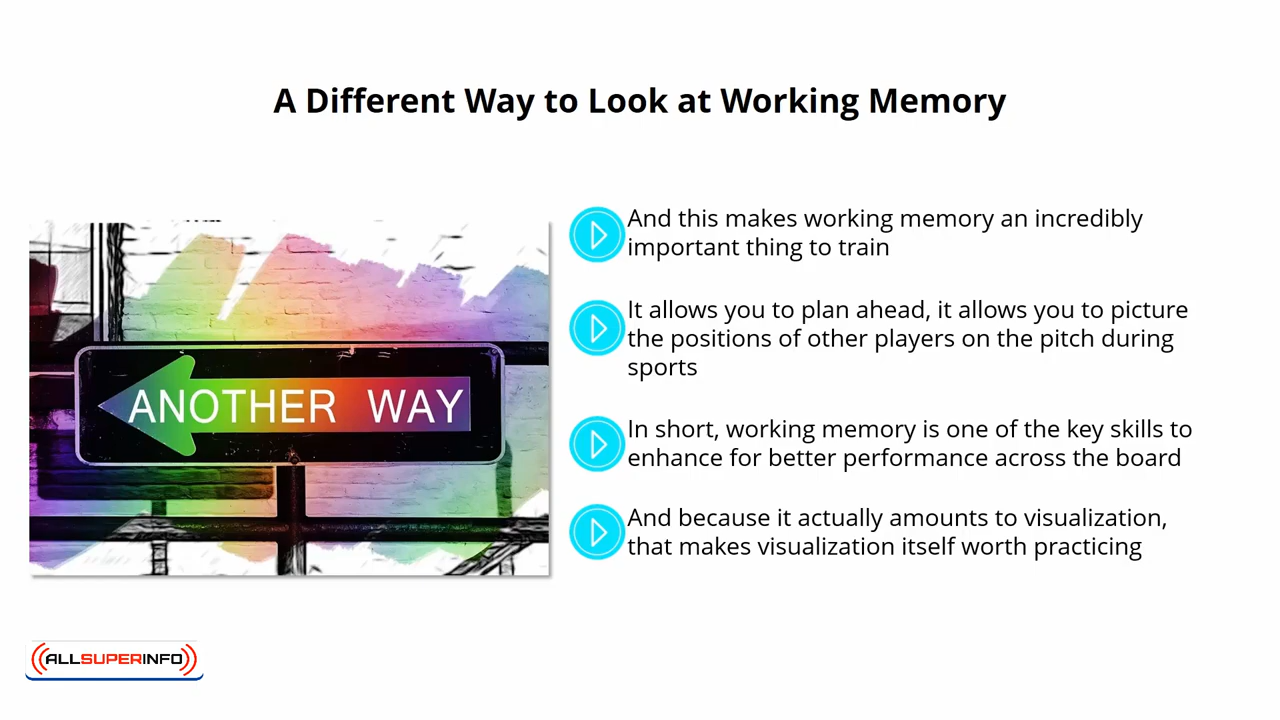 A Different Way to Look at Working Memory
ANOTHER WAY
And this makes working memory an incredibly
important thing to train
It allows you to plan ahead, it allows you to picture
the positions of other players on the pitch during
sports
In short, working memory is one of the key skills to
enhance for better performance across the board
And because it actually amounts to visualization,
that makes visualization itself worth practicing
ALLSUPERINFO